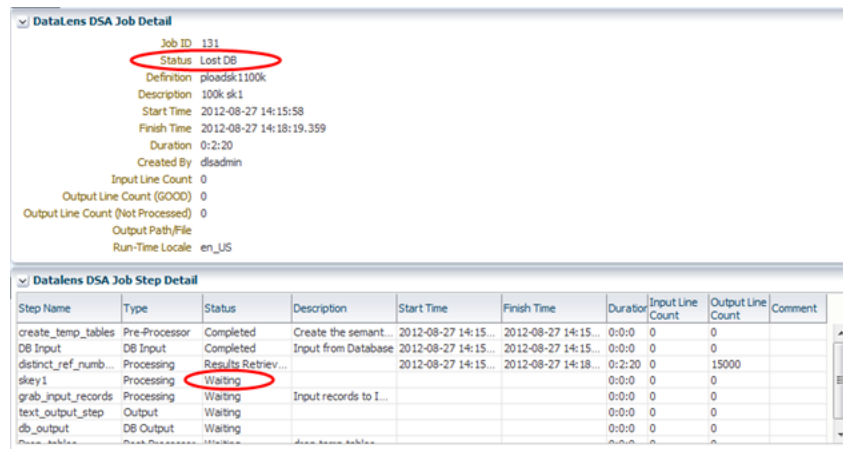 DataLens DSA Job Detail
Job ID 131
Status Lost DB
Definition ploadsk1100k
Description 100k sk1
Start Time 2012-08-27 14:15:58
Finish Time 2012-08-27 14:18:19.359
Duration 0:2:20
Created By dlsadmin
Input Line Count 0
Output Line Count (GOOD) 0
Output Line Count (Not Processed) 0
Output Path/File
Run-Time Locale en_US
Datalens DSA Job Step Detail
Step Name Type Status Description Start Time Finish Time Duration Input Line Count Output Line Count Comment
create_temp_tables Pre-Processor Completed Create the semant... 2012-08-27 14:15... 2012-08-27 14:15... 0:0:0 0 0
DB Input DB Input Completed Input from Database 2012-08-27 14:15... 2012-08-27 14:15... 0:0:0 0 0
distinct_ref_numb... Processing Results Retriev... 2012-08-27 14:15... 2012-08-27 14:18... 0:2:20 0 15000
skey1 Processing Waiting 0:0:0 0 0
grab_input_records Processing Waiting Input records to I... 0:0:0 0 0
text_output_step Output Waiting 0:0:0 0 0
db_output DB Output Waiting 0:0:0 0 0